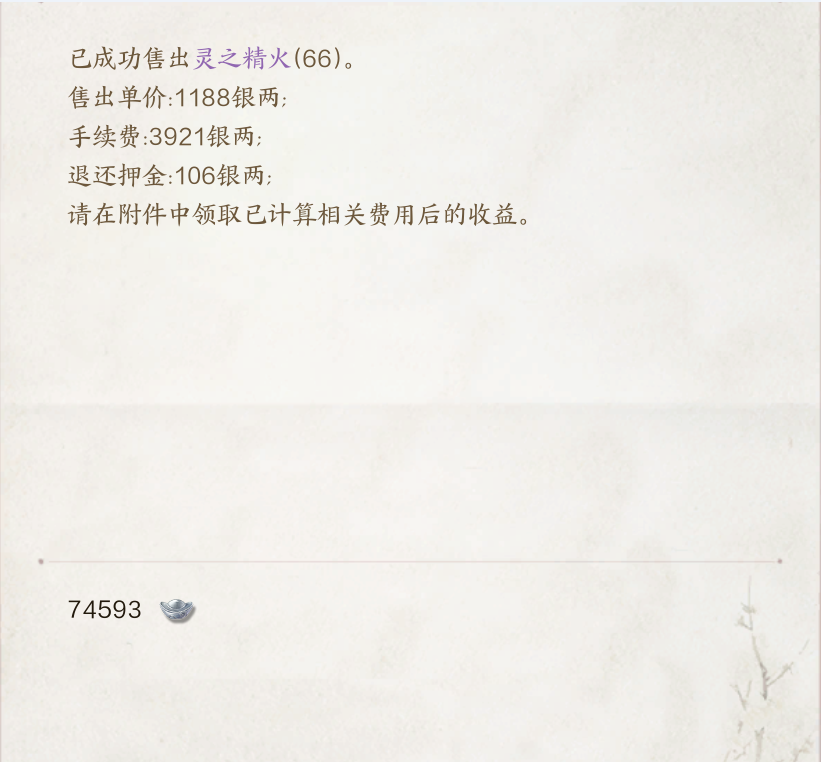 已成功售出灵之精火(66)。
售出单价:1188银两;
手续费:3921银两;
退还押金:106银两;
请在附件中领取已计算相关费用后的收益。
74593